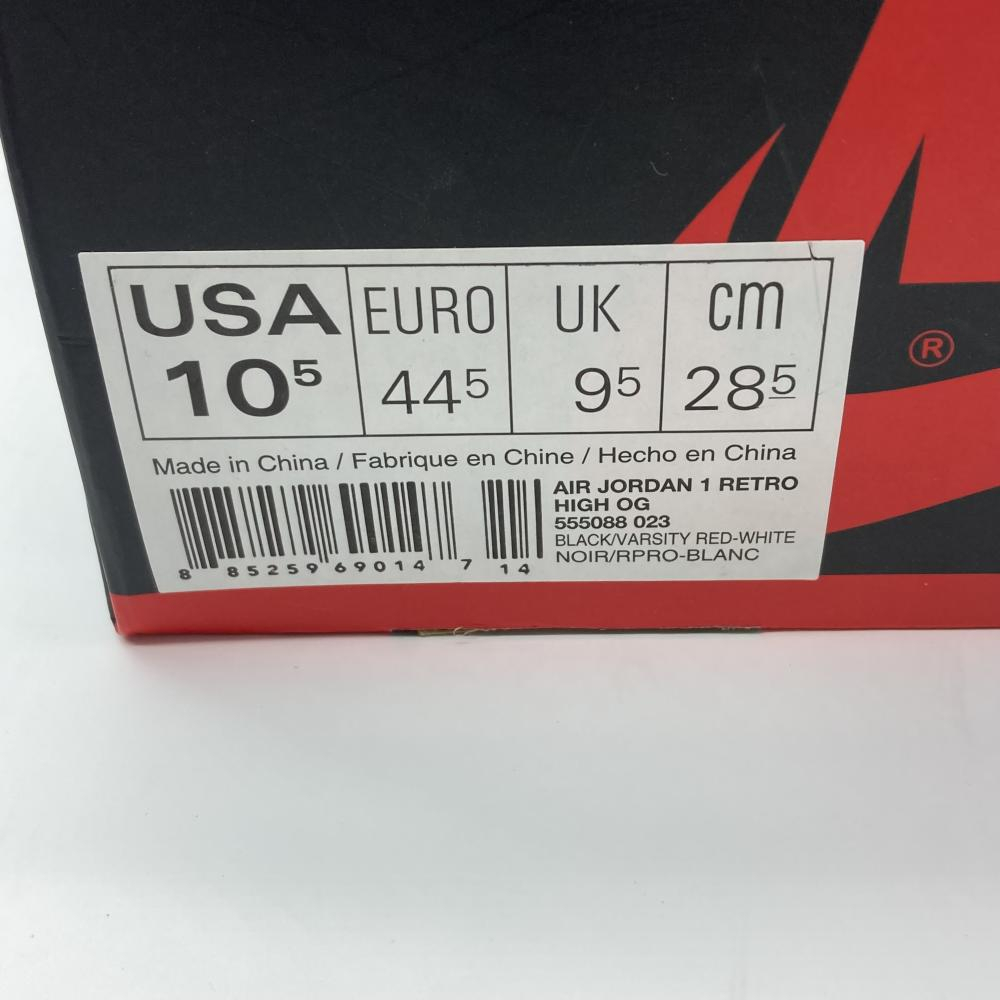 USA EURO UK cm
10⁵ 44⁵ 9⁵ 28⁵
Made in China / Fabrique en Chine / Hecho en China
AIR JORDAN 1 RETRO
HIGH OG
555088 023
BLACK/VARSITY RED-WHITE
NOIR/RPRO-BLANC
8 85259 69014 7 14
®